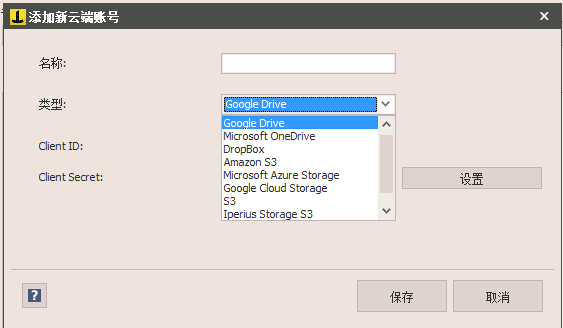 添加新云端账号
名称:
类型:
Google Drive
Google Drive
Microsoft OneDrive
DropBox
Amazon S3
Microsoft Azure Storage
Google Cloud Storage
S3
Iperius Storage S3
Client ID:
Client Secret:
设置
?
保存
取消